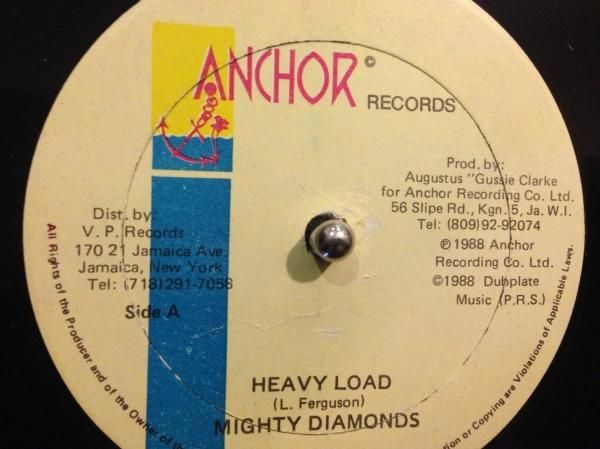 ANCHOR ©
RECORDS
Prod. by:
Augustus "Gussie Clarke
for Anchor Recording Co. Ltd.
56 Slipe Rd., Kgn. 5, Ja. W.I.
Tel: (809)92-92074
℗1988 Anchor
Recording Co. Ltd.
©1988 Dubplate
Music (P.R.S.)
Dist. by:
V. P. Records
170 21 Jamaica Ave.
Jamaica, New York
Tel: (718)291-7058
Side A
HEAVY LOAD
(L. Ferguson)
MIGHTY DIAMONDS
All Rights of the Producer and of the Owner of
or Copying are Violations of Applicable Laws.